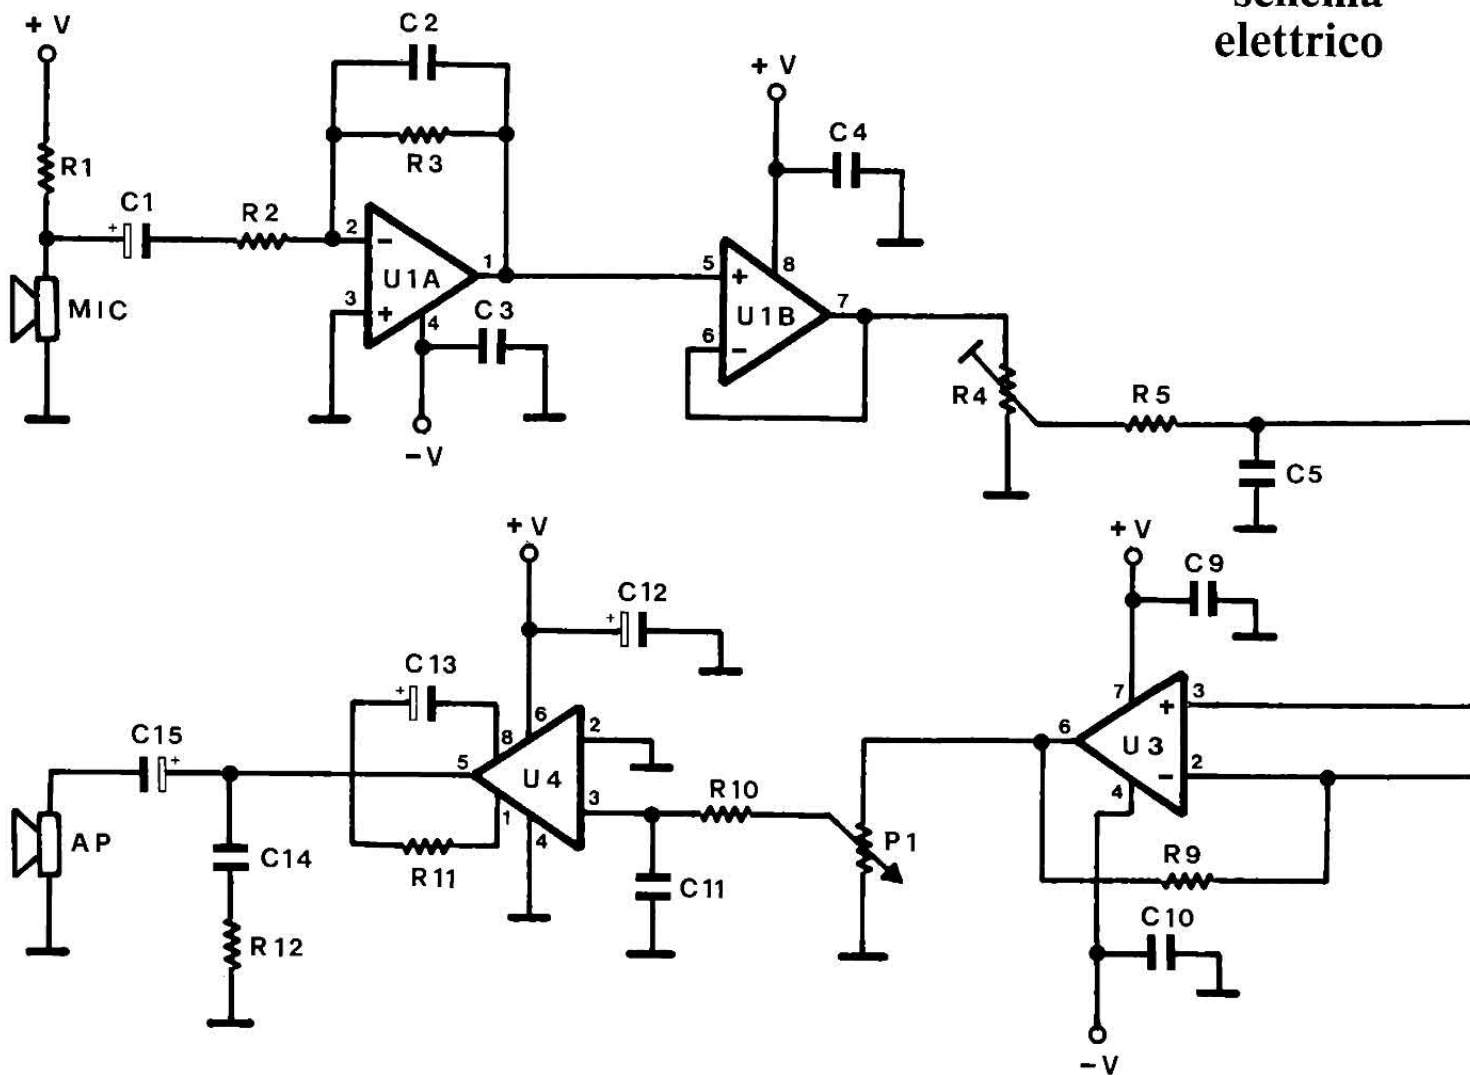 schema
elettrico
+ V
C2
+ V
C4
R1
R3
C1
+
R2
2
−
U1A
1
5
+
8
MIC
3
+
4
C3
U1B
7
6
−
R4
R5
−V
C5
+ V
+ V
C9
C12
+
C13
+
7
3
+
6
2
8
6
U3
C15
+
5
U4
−
2
4
R10
3
AP
1
4
P1
R9
C14
R11
C11
C10
R12
−V